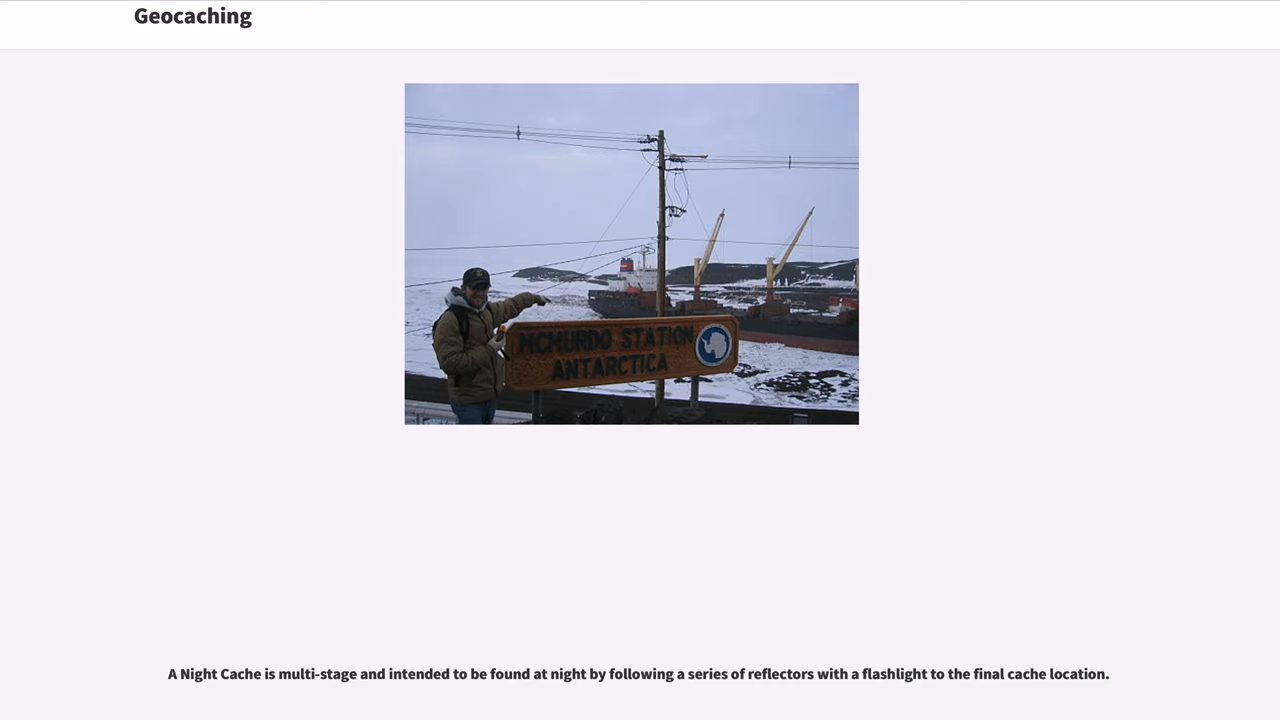 Geocaching
MCMURDO STATION
ANTARCTICA
A Night Cache is multi-stage and intended to be found at night by following a series of reflectors with a flashlight to the final cache location.